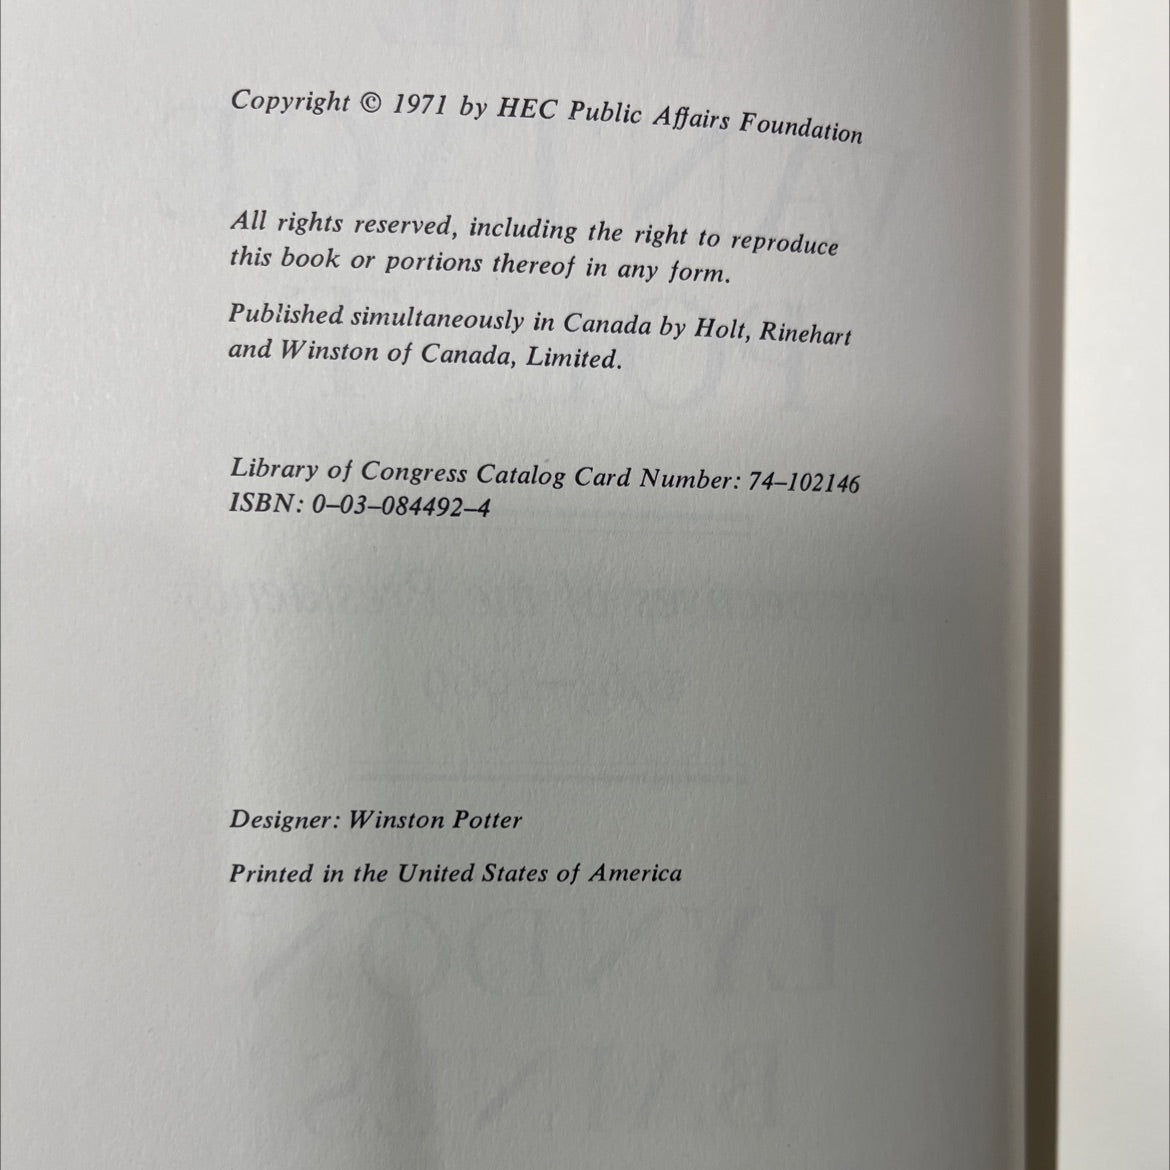 Copyright © 1971 by HEC Public Affairs Foundation
All rights reserved, including the right to reproduce
this book or portions thereof in any form.
Published simultaneously in Canada by Holt, Rinehart
and Winston of Canada, Limited.
Library of Congress Catalog Card Number: 74–102146
ISBN: 0–03–084492–4
Designer: Winston Potter
Printed in the United States of America